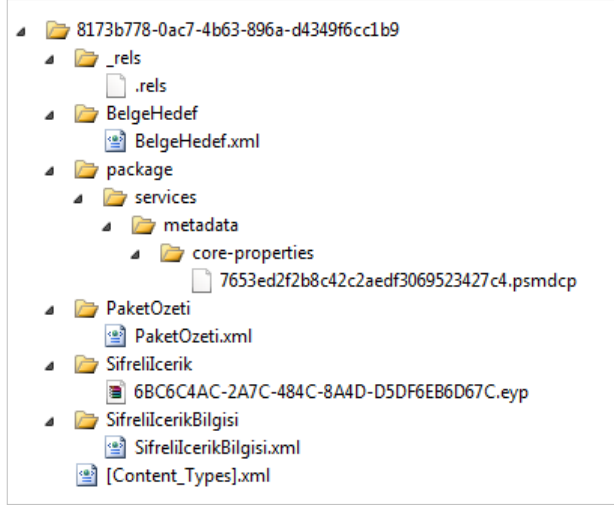 8173b778-0ac7-4b63-896a-d4349f6cc1b9
_rels
.rels
BelgeHedef
BelgeHedef.xml
package
services
metadata
core-properties
7653ed2f2b8c42c2aedf3069523427c4.psmdcp
PaketOzeti
PaketOzeti.xml
SifreliIcerik
6BC6C4AC-2A7C-484C-8A4D-D5DF6EB6D67C.eyp
SifreliIcerikBilgisi
SifreliIcerikBilgisi.xml
[Content_Types].xml